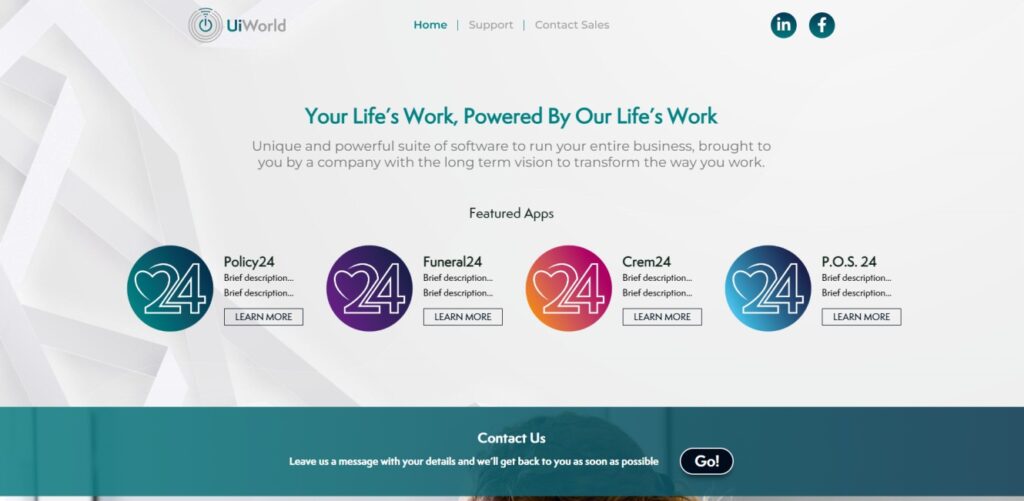 UiWorld
Home | Support | Contact Sales
in f
Your Life's Work, Powered By Our Life's Work
Unique and powerful suite of software to run your entire business, brought to
you by a company with the long term vision to transform the way you work.
Featured Apps
24
Policy24
Brief description...
Brief description...
LEARN MORE
24
Funeral24
Brief description...
Brief description...
LEARN MORE
24
Crem24
Brief description...
Brief description...
LEARN MORE
24
P.O.S. 24
Brief description...
Brief description...
LEARN MORE
Contact Us
Leave us a message with your details and we'll get back to you as soon as possible
Go!